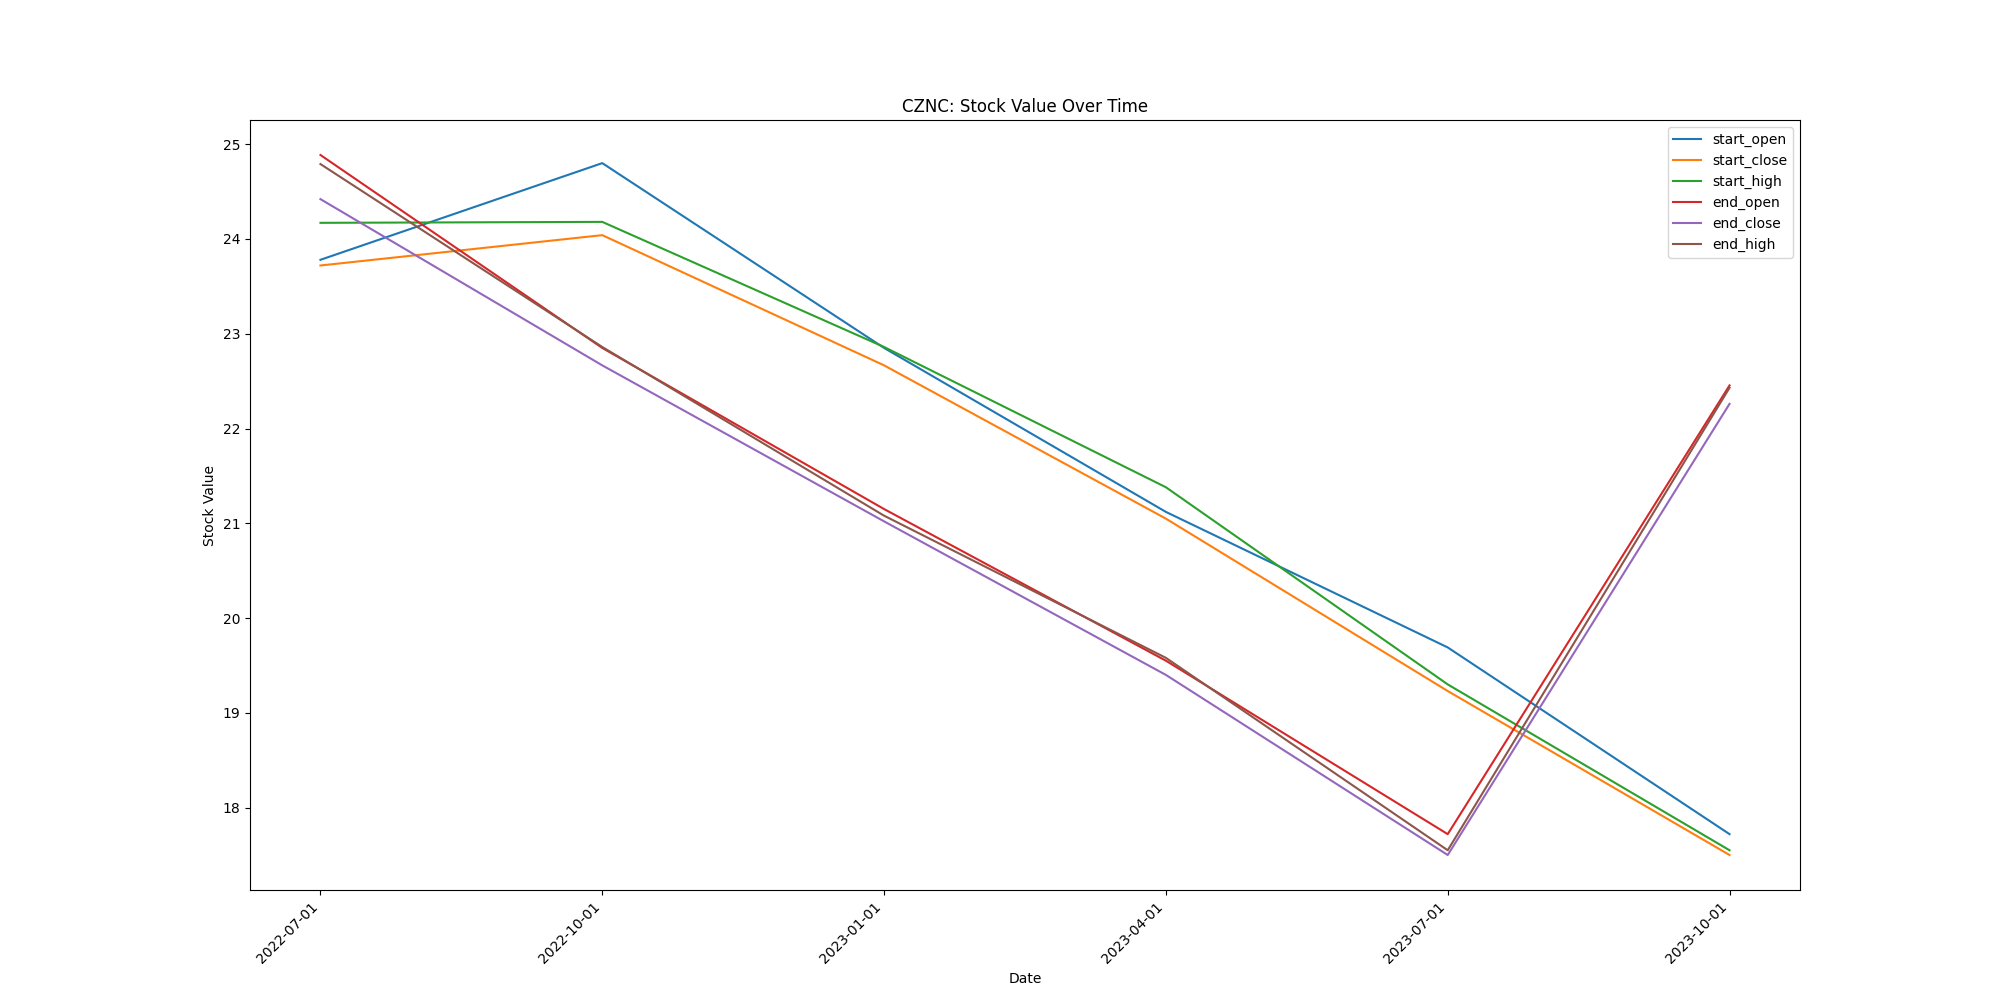 CZNC: Stock Value Over Time
25
24
23
22
21
20
19
18
Stock Value
start_open
start_close
start_high
end_open
end_close
end_high
2022-07-01
2022-10-01
2023-01-01
2023-04-01
2023-07-01
2023-10-01
Date